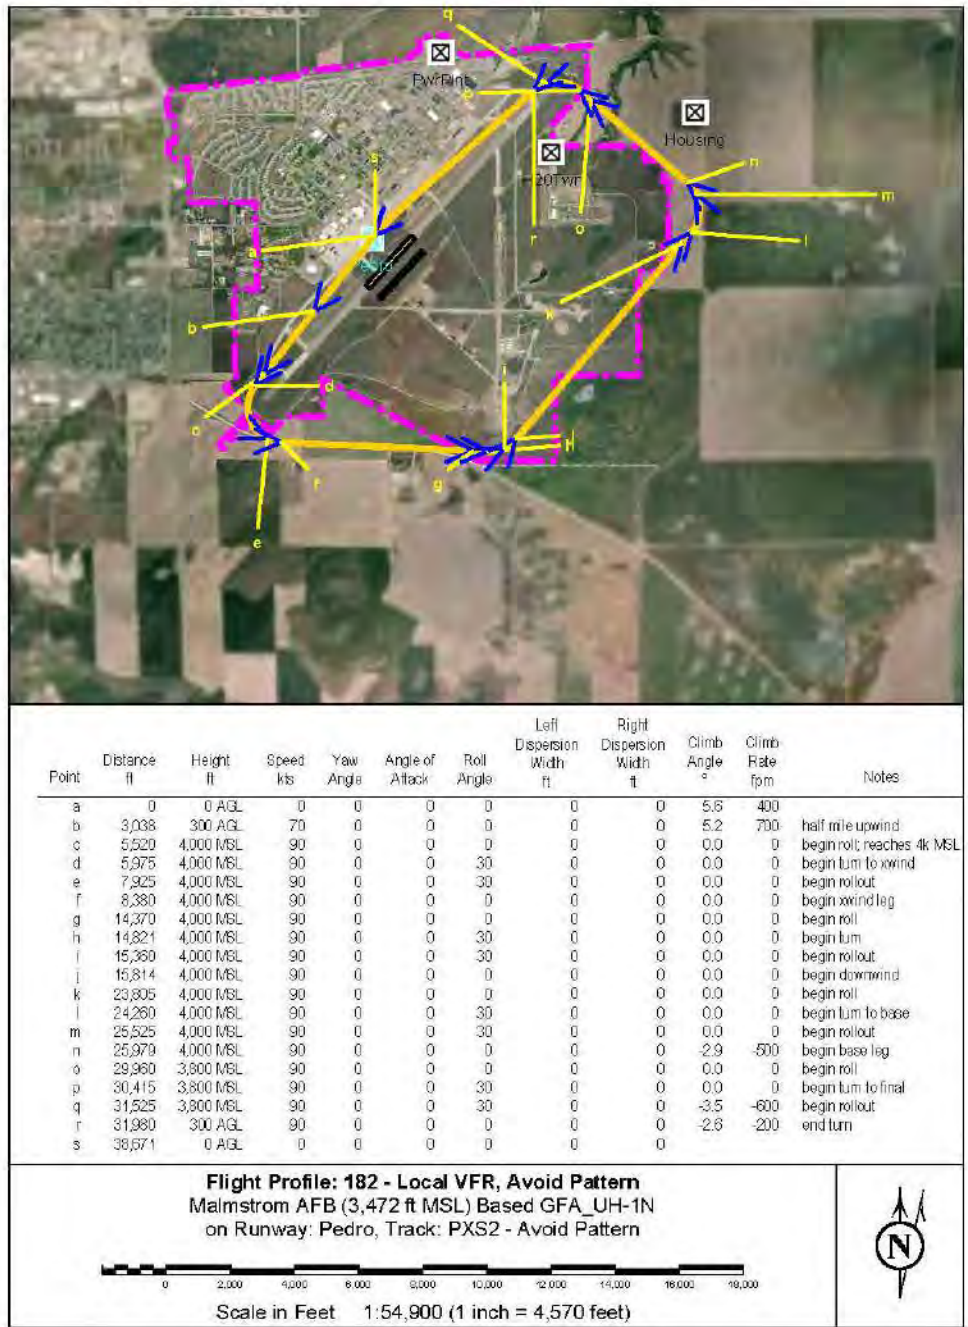 q
PwrPlnt
p
Housing
H20Twr
s
n
m
r
o
l
a
Pedro
k
b
i
d
c
j
h
f
g
e
Left Right
Dispersion Dispersion Climb Climb
Distance Height Speed Yaw Angle of Roll Width Width Angle Rate
Point ft ft kts Angle Attack Angle ft ft ° fpm Notes
a 0 0 AGL 0 0 0 0 0 0 5.6 400
b 3,038 300 AGL 70 0 0 0 0 0 5.2 700 half mile upwind
c 5,520 4,000 MSL 90 0 0 0 0 0 0.0 0 begin roll; reaches 4k MSL
d 5,975 4,000 MSL 90 0 0 30 0 0 0.0 0 begin turn to xwind
e 7,925 4,000 MSL 90 0 0 30 0 0 0.0 0 begin rollout
f 8,380 4,000 MSL 90 0 0 0 0 0 0.0 0 begin xwind leg
g 14,370 4,000 MSL 90 0 0 0 0 0 0.0 0 begin roll
h 14,821 4,000 MSL 90 0 0 30 0 0 0.0 0 begin turn
i 15,360 4,000 MSL 90 0 0 30 0 0 0.0 0 begin rollout
j 15,814 4,000 MSL 90 0 0 0 0 0 0.0 0 begin downwind
k 23,805 4,000 MSL 90 0 0 0 0 0 0.0 0 begin roll
l 24,260 4,000 MSL 90 0 0 30 0 0 0.0 0 begin turn to base
m 25,525 4,000 MSL 90 0 0 30 0 0 0.0 0 begin rollout
n 25,979 4,000 MSL 90 0 0 0 0 0 -2.9 -500 begin base leg
o 29,960 3,800 MSL 90 0 0 0 0 0 0.0 0 begin roll
p 30,415 3,800 MSL 90 0 0 30 0 0 0.0 0 begin turn to final
q 31,525 3,800 MSL 90 0 0 30 0 0 -3.5 -600 begin rollout
r 31,980 300 AGL 90 0 0 0 0 0 -2.6 -200 end turn
s 38,671 0 AGL 0 0 0 0 0 0
Flight Profile: 182 - Local VFR, Avoid Pattern
Malmstrom AFB (3,472 ft MSL) Based GFA_UH-1N
on Runway: Pedro, Track: PXS2 - Avoid Pattern
0 2,000 4,000 6,000 8,000 10,000 12,000 14,000 16,000 18,000
Scale in Feet 1:54,900 (1 inch = 4,570 feet)
N